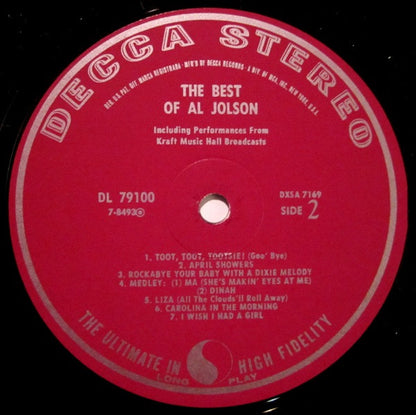 DECCA STEREO
REG. U.S. PAT. OFF. MARCA REGISTRADA • MFR'D BY DECCA RECORDS • A DIV. OF MCA, INC., NEW YORK, U.S.A.
THE BEST
OF AL JOLSON
Including Performances From
Kraft Music Hall Broadcasts
DL 79100
7-8493
DXSA 7169
SIDE 2
1. TOOT, TOOT, TOOTSIE! (Goo' Bye)
2. APRIL SHOWERS
3. ROCKABYE YOUR BABY WITH A DIXIE MELODY
4. MEDLEY: (1) MA (SHE'S MAKIN' EYES AT ME)
(2) DINAH
5. LIZA (All The Clouds'll Roll Away)
6. CAROLINA IN THE MORNING
7. I WISH I HAD A GIRL
THE ULTIMATE IN HIGH FIDELITY
LONG PLAY